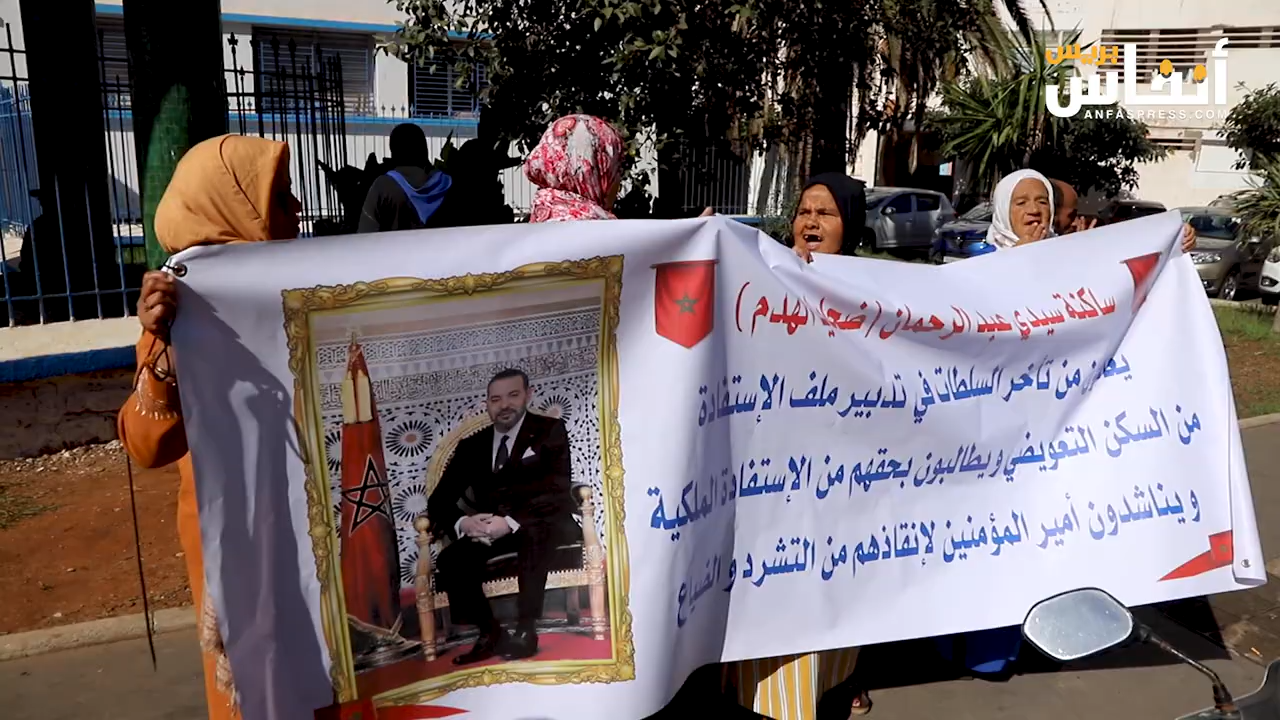 أنفاس بريس
ANFASPRESS.COM
ساكنة سيدي عبد الرحمان (ضحايا الهدم)
يعانون من تأخر السلطات في تدبير ملف الإستفادة
من السكن التعويضي ويطالبون بحقهم من الإستفادة الملكية
ويناشدون أمير المؤمنين لإنقاذهم من التشرد و الضياع